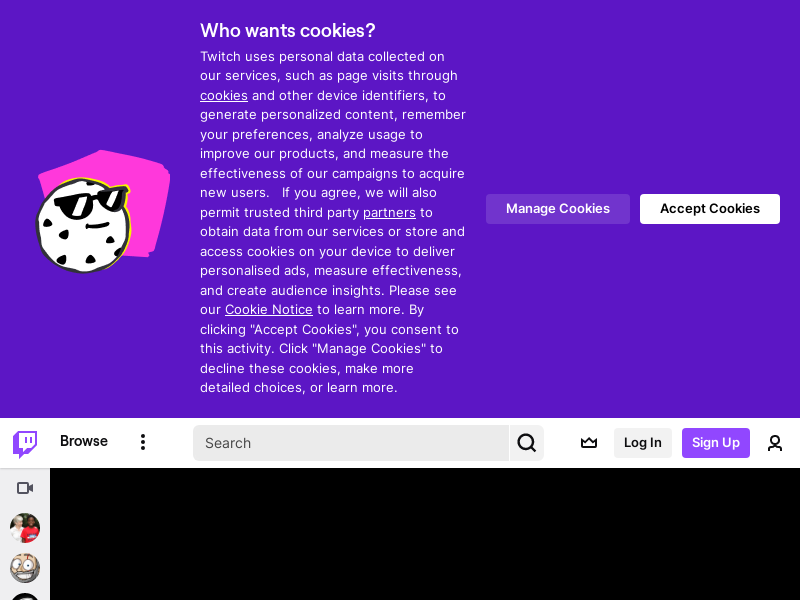 Who wants cookies?
Twitch uses personal data collected on
our services, such as page visits through
cookies and other device identifiers, to
generate personalized content, remember
your preferences, analyze usage to
improve our products, and measure the
effectiveness of our campaigns to acquire
new users.   If you agree, we will also
permit trusted third party partners to
obtain data from our services or store and
access cookies on your device to deliver
personalised ads, measure effectiveness,
and create audience insights. Please see
our Cookie Notice to learn more. By
clicking "Accept Cookies", you consent to
this activity. Click "Manage Cookies" to
decline these cookies, make more
detailed choices, or learn more.
Manage Cookies
Accept Cookies
Browse
Search
Log In
Sign Up